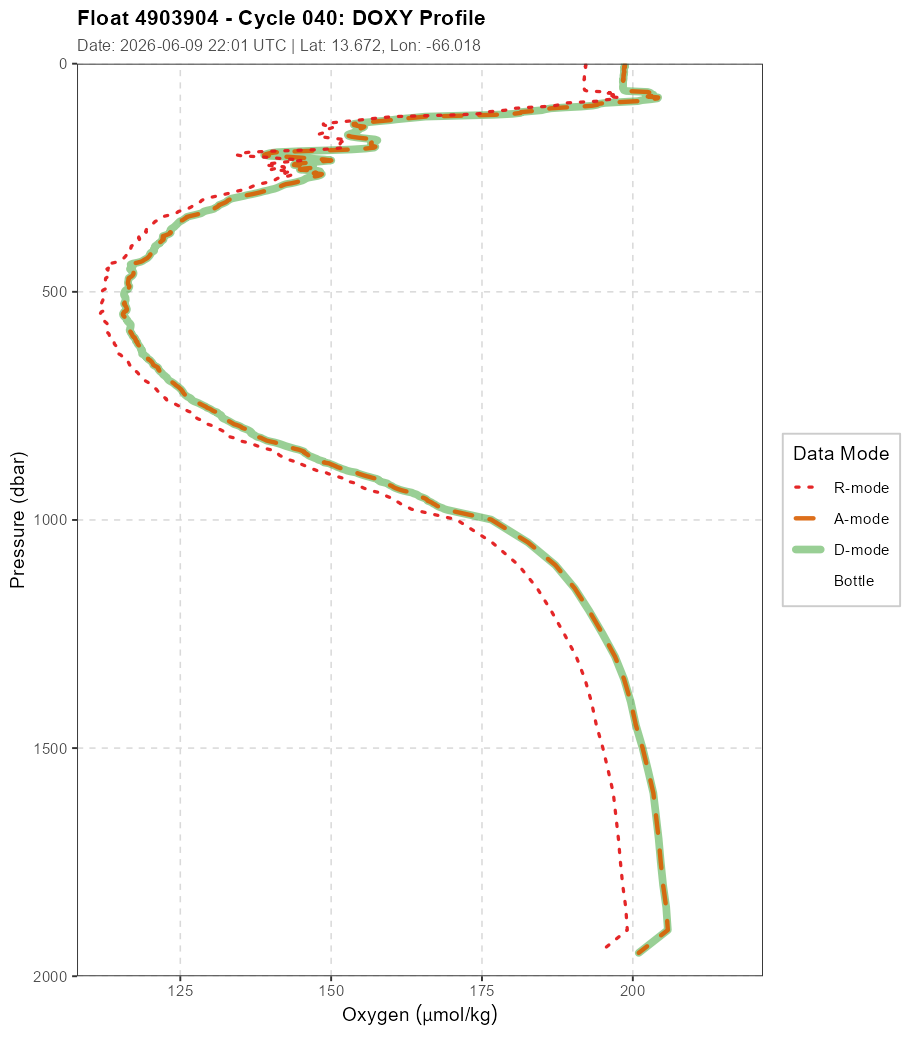 Float 4903904 - Cycle 040: DOXY Profile
Date: 2026-06-09 22:01 UTC | Lat: 13.672, Lon: -66.018
0
500
1000
1500
2000
Pressure (dbar)
125
150
175
200
Oxygen (μmol/kg)
Data Mode
R-mode
A-mode
D-mode
Bottle